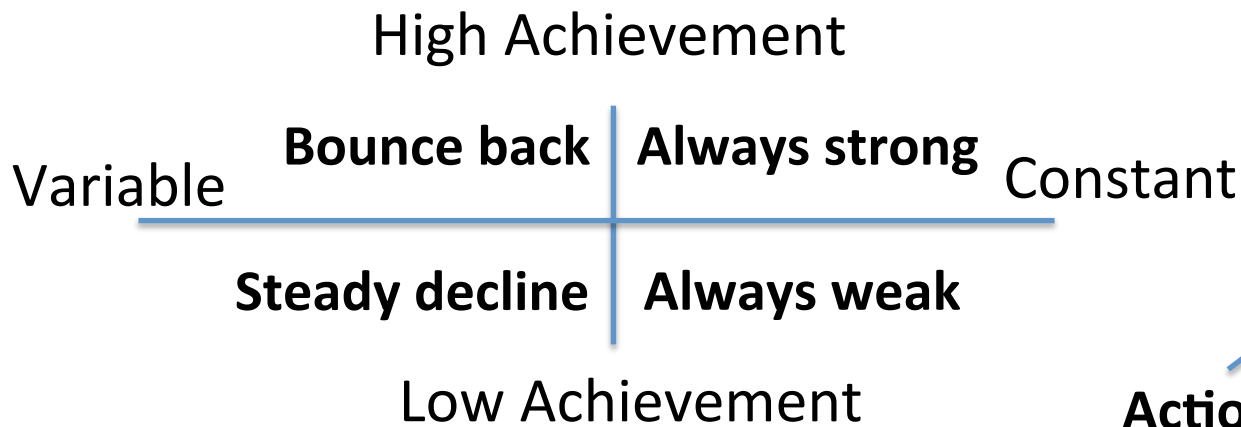 High Achievement
Bounce back
Always strong
Variable
Constant
Steady decline
Always weak
Low Achievement